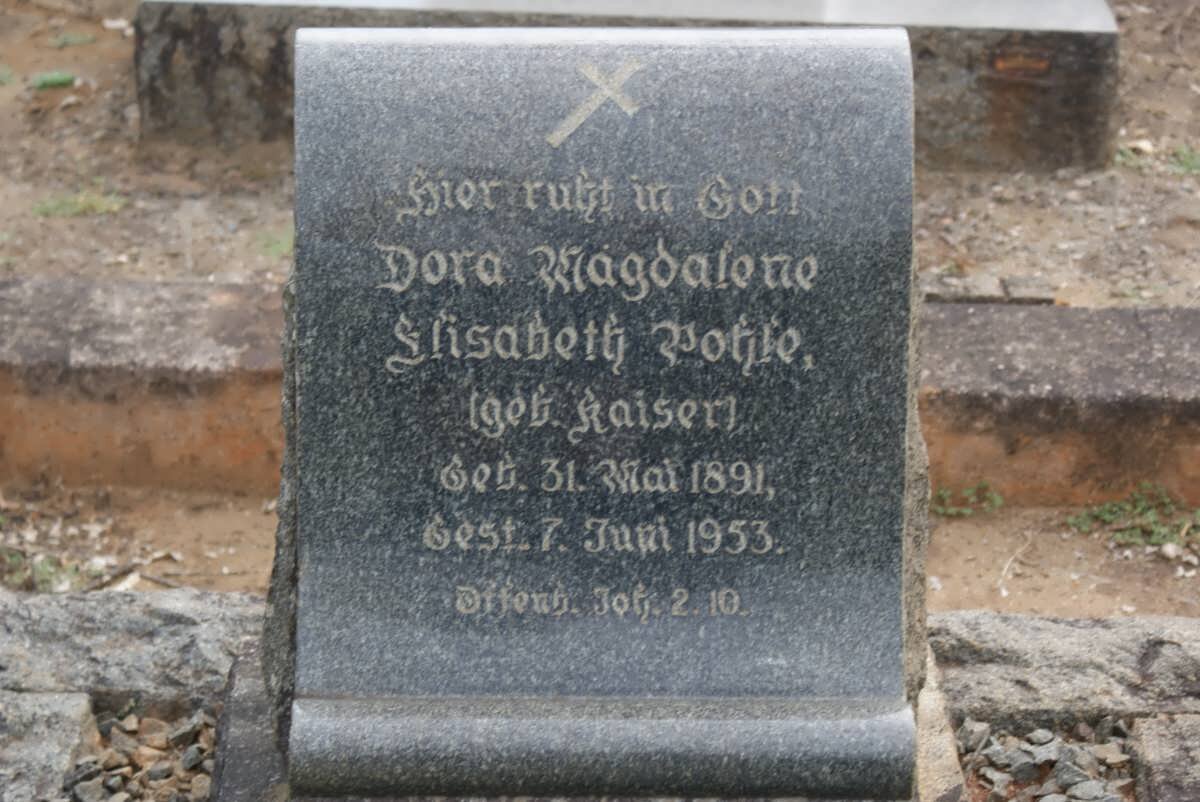 Hier ruht in Gott
Dora Magdalene
Elisabeth Pohle,
(geb. Kaiser).
Geb. 31. Mai 1891,
Gest. 7. Juni 1953.
Offenb. Joh. 2. 10.